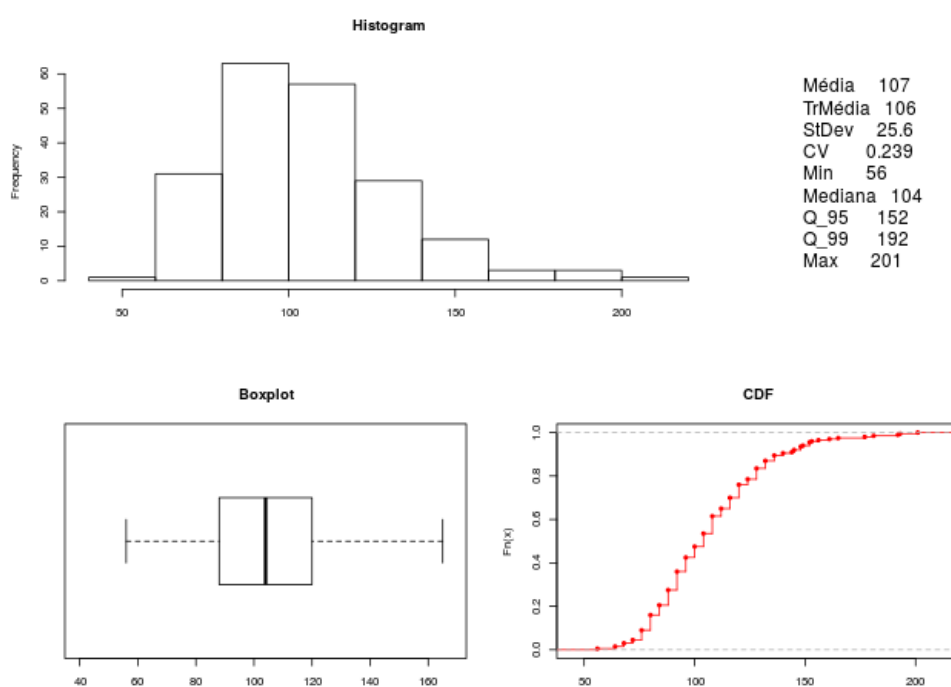 Histogram
Frequency
0
10
20
30
40
50
60
50
100
150
200
Média 107
TrMédia 106
StDev 25.6
CV 0.239
Min 56
Mediana 104
Q_95 152
Q_99 192
Max 201
Boxplot
40
60
80
100
120
140
160
CDF
Fn(x)
0.0
0.2
0.4
0.6
0.8
1.0
50
100
150
200